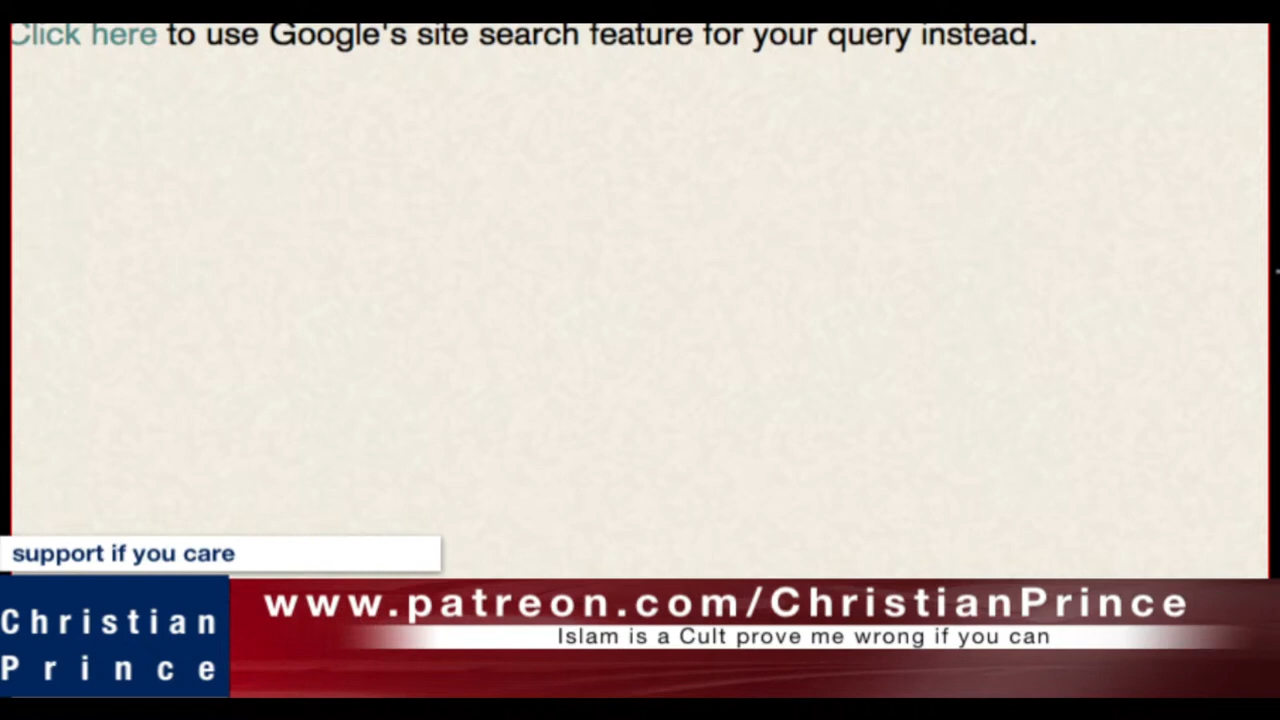 Click here to use Google's site search feature for your query instead.
support if you care
Christian
Prince
www.patreon.com/ChristianPrince
Islam is a Cult prove me wrong if you can